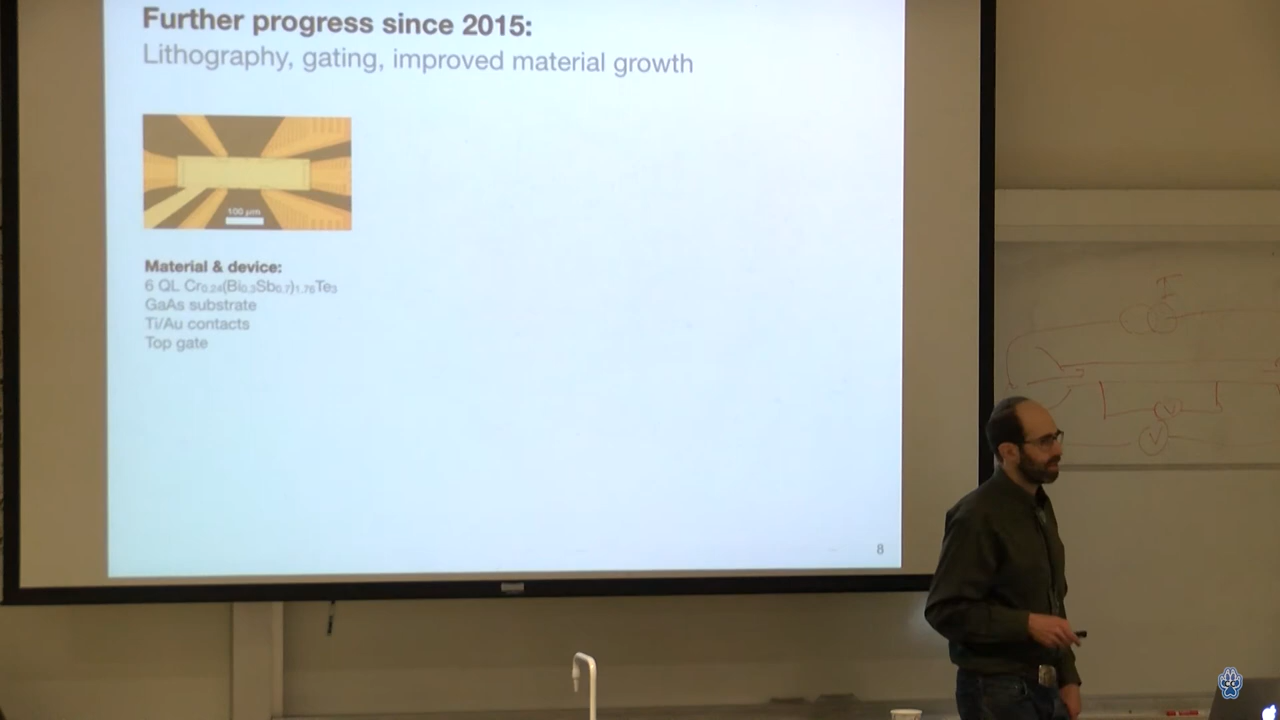 Further progress since 2015:
Lithography, gating, improved material growth
100 µm
Material & device:
6 QL Cr₀.₂₄(Bi₀.₃Sb₀.₇)₁.₇₆Te₃
GaAs substrate
Ti/Au contacts
Top gate
8
I
V
V